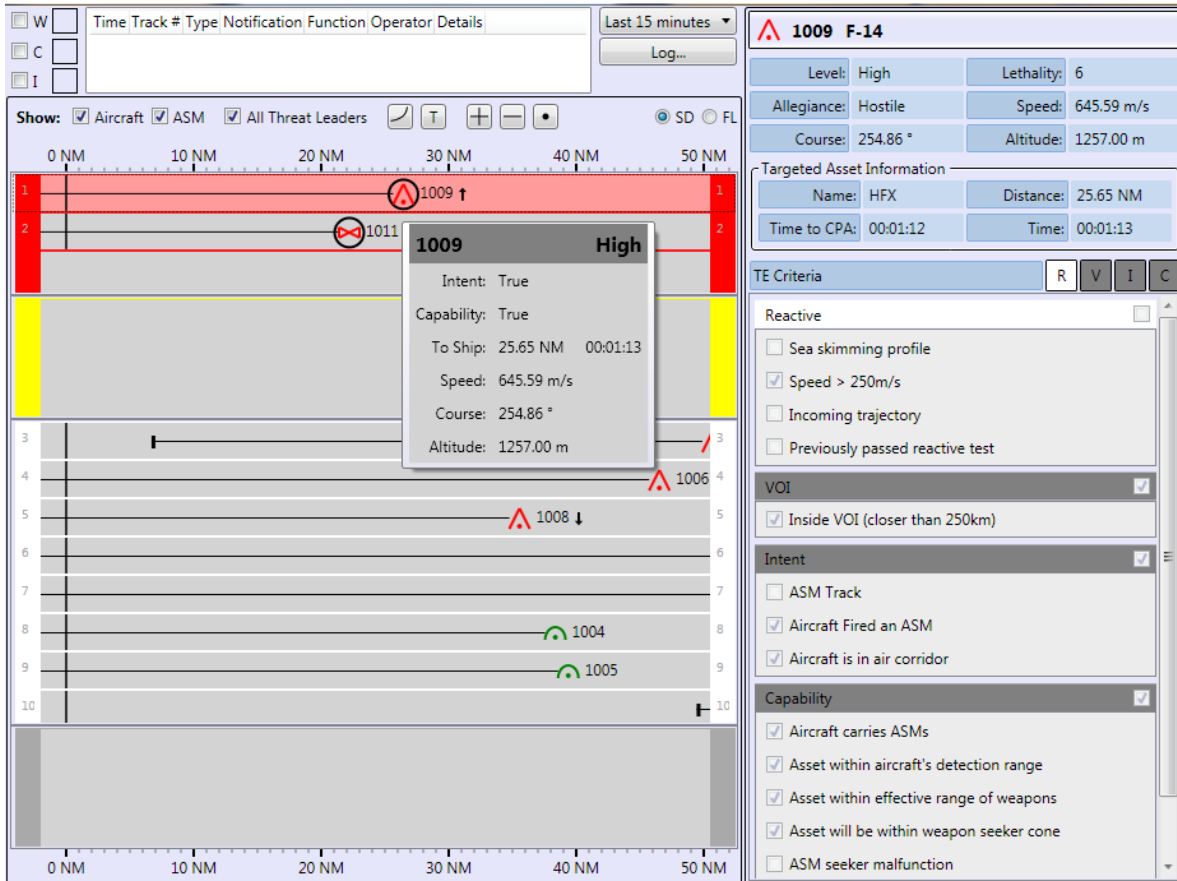 W
Time Track # Type Notification Function Operator Details
Last 15 minutes
C
Log...
I
Show: Aircraft ASM All Threat Leaders T SD FL
0 NM 10 NM 20 NM 30 NM 40 NM 50 NM
1 1009 1
2 1011 2
1009 High
Intent: True
Capability: True
To Ship: 25.65 NM 00:01:13
Speed: 645.59 m/s
Course: 254.86 °
Altitude: 1257.00 m
3 3
4 1006 4
5 1008 5
6 6
7 7
8 1004 8
9 1005 9
10 10
0 NM 10 NM 20 NM 30 NM 40 NM 50 NM
1009 F-14
Level: High Lethality: 6
Allegiance: Hostile Speed: 645.59 m/s
Course: 254.86 ° Altitude: 1257.00 m
Targeted Asset Information
Name: HFX Distance: 25.65 NM
Time to CPA: 00:01:12 Time: 00:01:13
TE Criteria R V I C
Reactive
Sea skimming profile
Speed > 250m/s
Incoming trajectory
Previously passed reactive test
VOI
Inside VOI (closer than 250km)
Intent
ASM Track
Aircraft Fired an ASM
Aircraft is in air corridor
Capability
Aircraft carries ASMs
Asset within aircraft's detection range
Asset within effective range of weapons
Asset will be within weapon seeker cone
ASM seeker malfunction